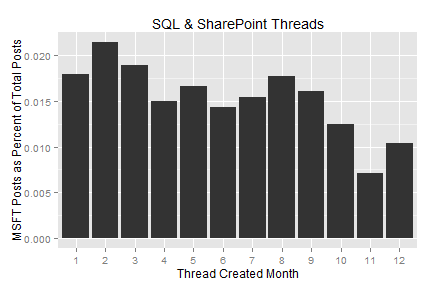 SQL & SharePoint Threads
MSFT Posts as Percent of Total Posts
0.020
0.015
0.010
0.005
0.000
1 2 3 4 5 6 7 8 9 10 11 12
Thread Created Month